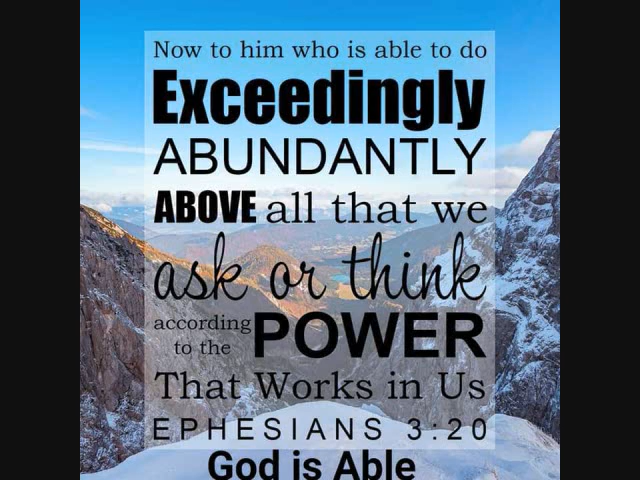 Now to him who is able to do
Exceedingly
ABUNDANTLY
ABOVE all that we
ask or think
according
to the POWER
That Works in Us
EPHESIANS 3:20
God is Able